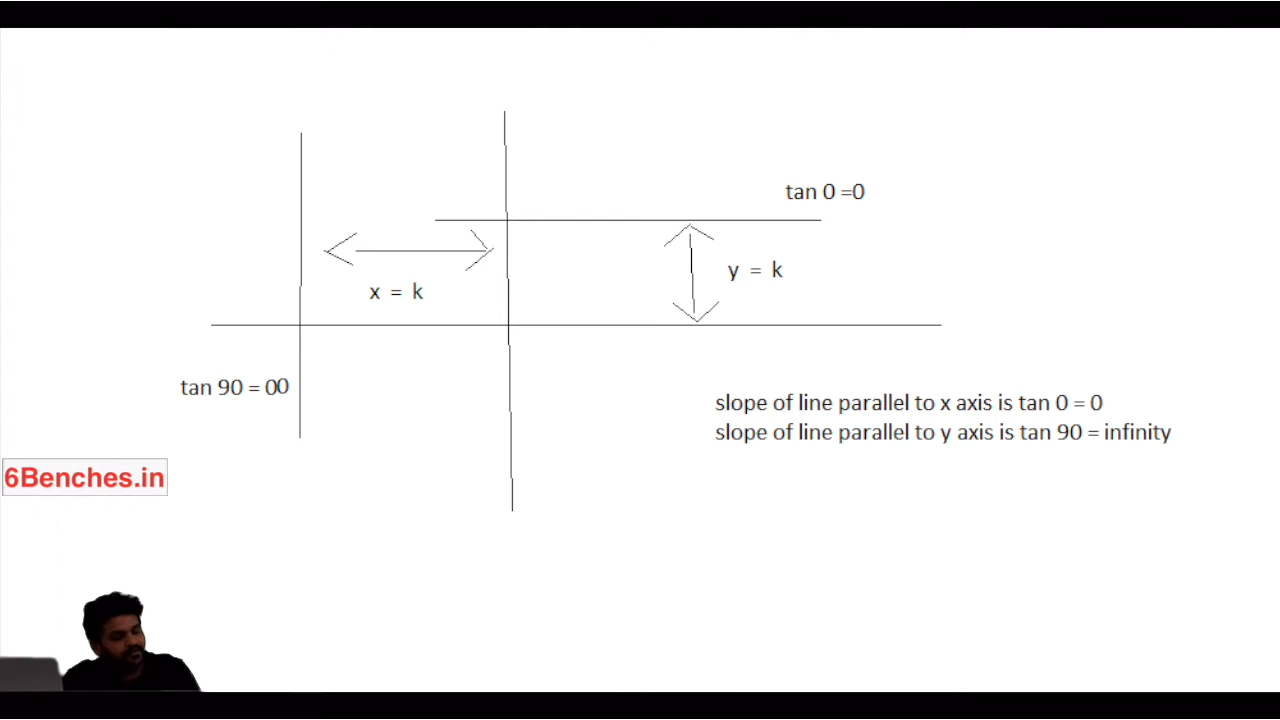 tan 0 =0
y = k
x = k
tan 90 = 00
slope of line parallel to x axis is tan 0 = 0
slope of line parallel to y axis is tan 90 = infinity
6Benches.in